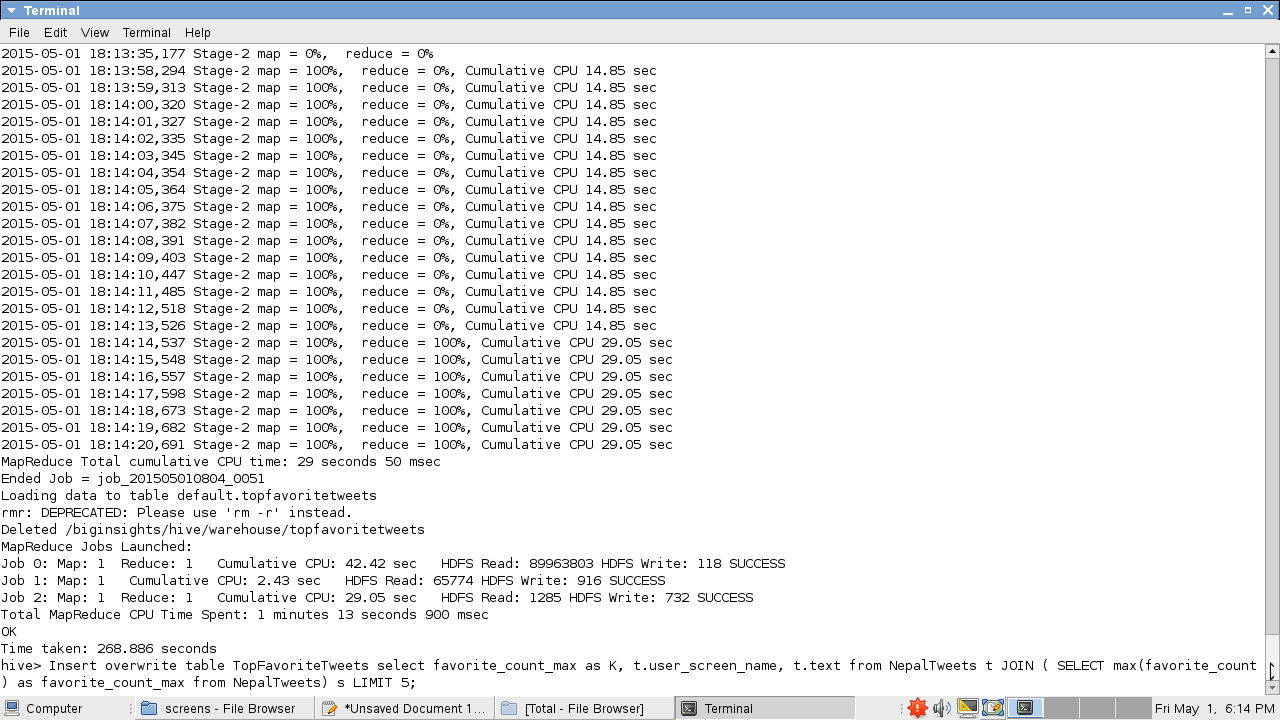 Terminal
File Edit View Terminal Help
2015-05-01 18:13:35,177 Stage-2 map = 0%,  reduce = 0%
2015-05-01 18:13:58,294 Stage-2 map = 100%,  reduce = 0%, Cumulative CPU 14.85 sec
2015-05-01 18:13:59,313 Stage-2 map = 100%,  reduce = 0%, Cumulative CPU 14.85 sec
2015-05-01 18:14:00,320 Stage-2 map = 100%,  reduce = 0%, Cumulative CPU 14.85 sec
2015-05-01 18:14:01,327 Stage-2 map = 100%,  reduce = 0%, Cumulative CPU 14.85 sec
2015-05-01 18:14:02,335 Stage-2 map = 100%,  reduce = 0%, Cumulative CPU 14.85 sec
2015-05-01 18:14:03,345 Stage-2 map = 100%,  reduce = 0%, Cumulative CPU 14.85 sec
2015-05-01 18:14:04,354 Stage-2 map = 100%,  reduce = 0%, Cumulative CPU 14.85 sec
2015-05-01 18:14:05,364 Stage-2 map = 100%,  reduce = 0%, Cumulative CPU 14.85 sec
2015-05-01 18:14:06,375 Stage-2 map = 100%,  reduce = 0%, Cumulative CPU 14.85 sec
2015-05-01 18:14:07,382 Stage-2 map = 100%,  reduce = 0%, Cumulative CPU 14.85 sec
2015-05-01 18:14:08,391 Stage-2 map = 100%,  reduce = 0%, Cumulative CPU 14.85 sec
2015-05-01 18:14:09,403 Stage-2 map = 100%,  reduce = 0%, Cumulative CPU 14.85 sec
2015-05-01 18:14:10,447 Stage-2 map = 100%,  reduce = 0%, Cumulative CPU 14.85 sec
2015-05-01 18:14:11,485 Stage-2 map = 100%,  reduce = 0%, Cumulative CPU 14.85 sec
2015-05-01 18:14:12,518 Stage-2 map = 100%,  reduce = 0%, Cumulative CPU 14.85 sec
2015-05-01 18:14:13,526 Stage-2 map = 100%,  reduce = 0%, Cumulative CPU 14.85 sec
2015-05-01 18:14:14,537 Stage-2 map = 100%,  reduce = 100%, Cumulative CPU 29.05 sec
2015-05-01 18:14:15,548 Stage-2 map = 100%,  reduce = 100%, Cumulative CPU 29.05 sec
2015-05-01 18:14:16,557 Stage-2 map = 100%,  reduce = 100%, Cumulative CPU 29.05 sec
2015-05-01 18:14:17,598 Stage-2 map = 100%,  reduce = 100%, Cumulative CPU 29.05 sec
2015-05-01 18:14:18,673 Stage-2 map = 100%,  reduce = 100%, Cumulative CPU 29.05 sec
2015-05-01 18:14:19,682 Stage-2 map = 100%,  reduce = 100%, Cumulative CPU 29.05 sec
2015-05-01 18:14:20,691 Stage-2 map = 100%,  reduce = 100%, Cumulative CPU 29.05 sec
MapReduce Total cumulative CPU time: 29 seconds 50 msec
Ended Job = job_201505010804_0051
Loading data to table default.topfavoritetweets
rmr: DEPRECATED: Please use 'rm -r' instead.
Deleted /biginsights/hive/warehouse/topfavoritetweets
MapReduce Jobs Launched:
Job 0: Map: 1  Reduce: 1   Cumulative CPU: 42.42 sec   HDFS Read: 89963803 HDFS Write: 118 SUCCESS
Job 1: Map: 1   Cumulative CPU: 2.43 sec   HDFS Read: 65774 HDFS Write: 916 SUCCESS
Job 2: Map: 1  Reduce: 1   Cumulative CPU: 29.05 sec   HDFS Read: 1285 HDFS Write: 732 SUCCESS
Total MapReduce CPU Time Spent: 1 minutes 13 seconds 900 msec
OK
Time taken: 268.886 seconds
hive> Insert overwrite table TopFavoriteTweets select favorite_count_max as K, t.user_screen_name, t.text from NepalTweets t JOIN ( SELECT max(favorite_count
) as favorite_count_max from NepalTweets) s LIMIT 5;
Computer screens - File Browser *Unsaved Document 1... [Total - File Browser] Terminal Fri May 1, 6:14 PM